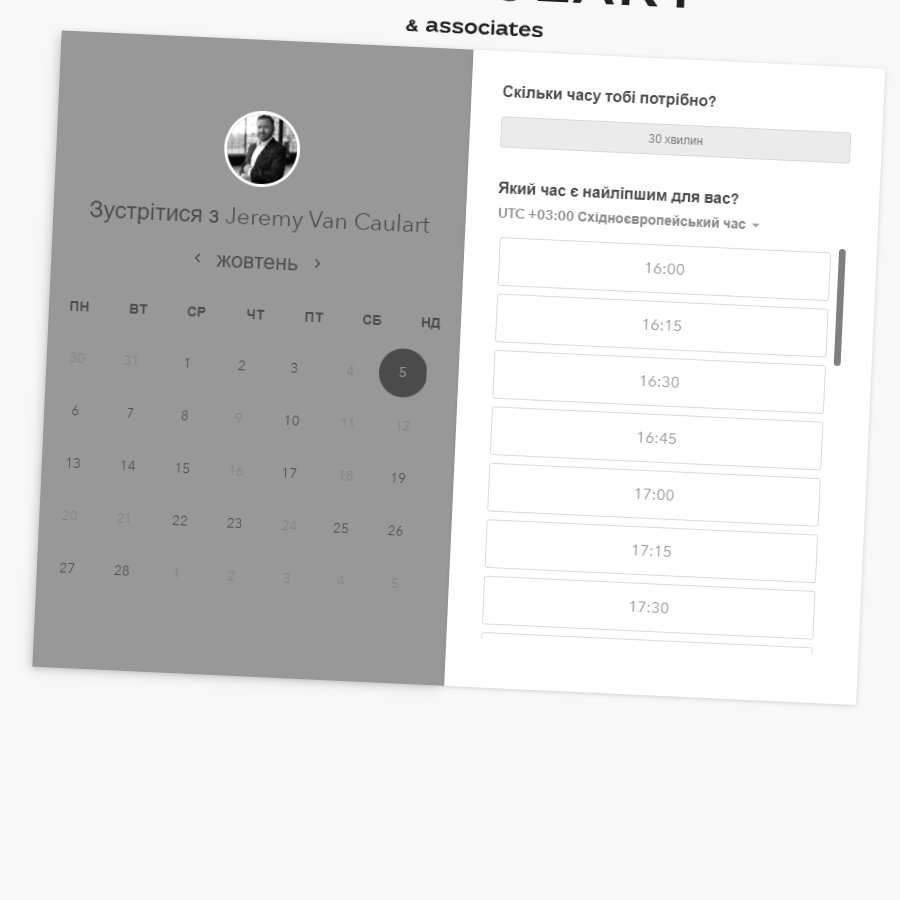 & associates
Зустрітися з Jeremy Van Caulart
‹ жовтень ›
ПН ВТ СР ЧТ ПТ СБ НД
30 31 1 2 3 4 5
6 7 8 9 10 11 12
13 14 15 16 17 18 19
20 21 22 23 24 25 26
27 28 1 2 3 4 5
Скільки часу тобі потрібно?
30 хвилин
Який час є найліпшим для вас?
UTC +03:00 Східноєвропейський час
16:00
16:15
16:30
16:45
17:00
17:15
17:30